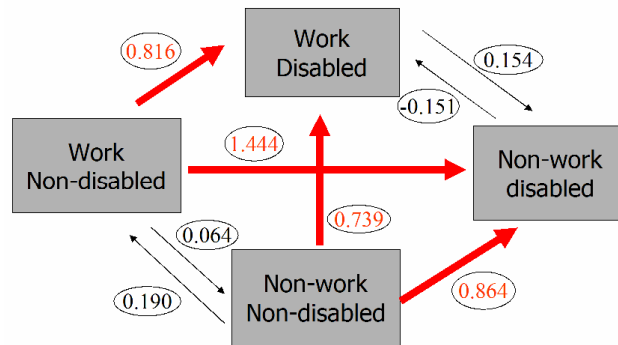 0.816
Work
Disabled
0.154
-0.151
Work
Non-disabled
1.444
Non-work
disabled
0.064
0.739
0.190
Non-work
Non-disabled
0.864